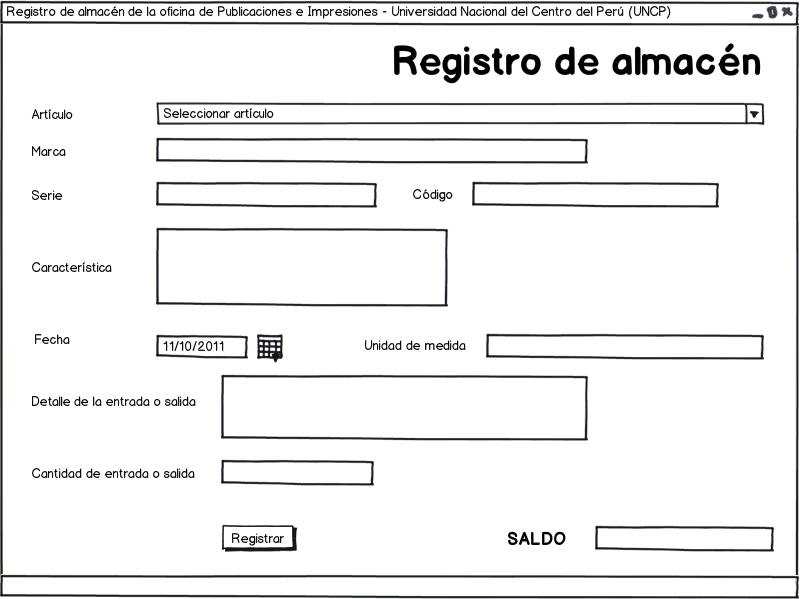 Registro de almacén de la oficina de Publicaciones e Impresiones - Universidad Nacional del Centro del Perú (UNCP)
Registro de almacén
Artículo Seleccionar artículo
Marca
Serie Código
Característica
Fecha 11/10/2011 Unidad de medida
Detalle de la entrada o salida
Cantidad de entrada o salida
Registrar SALDO